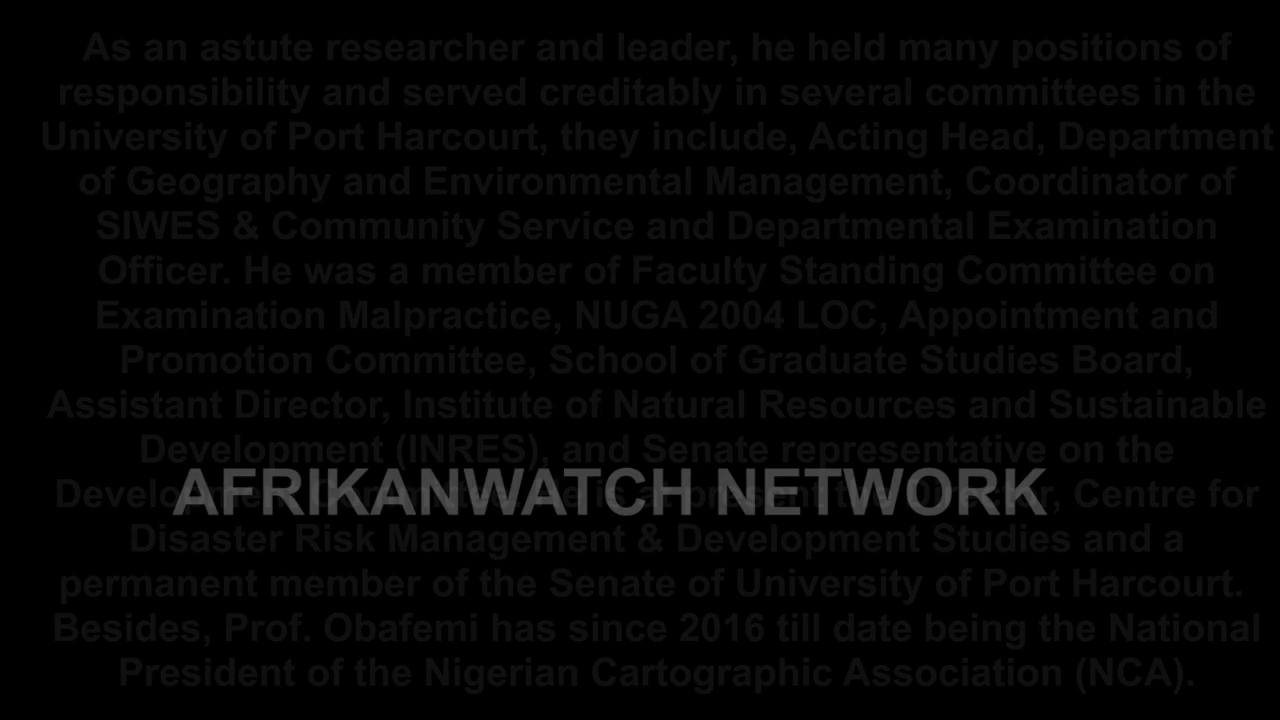 As an astute researcher and leader, he held many positions of
responsibility and served creditably in several committees in the
University of Port Harcourt, they include, Acting Head, Department
of Geography and Environmental Management, Coordinator of
SIWES & Community Service and Departmental Examination
Officer. He was a member of Faculty Standing Committee on
Examination Malpractice, NUGA 2004 LOC, Appointment and
Promotion Committee, School of Graduate Studies Board,
Assistant Director, Institute of Natural Resources and Sustainable
Development (INRES), and Senate representative on the
Centre for
AFRIKANWATCH NETWORK
Disaster Risk Management & Development Studies and a
permanent member of the Senate of University of Port Harcourt.
Besides, Prof. Obafemi has since 2016 till date being the National
President of the Nigerian Cartographic Association (NCA).